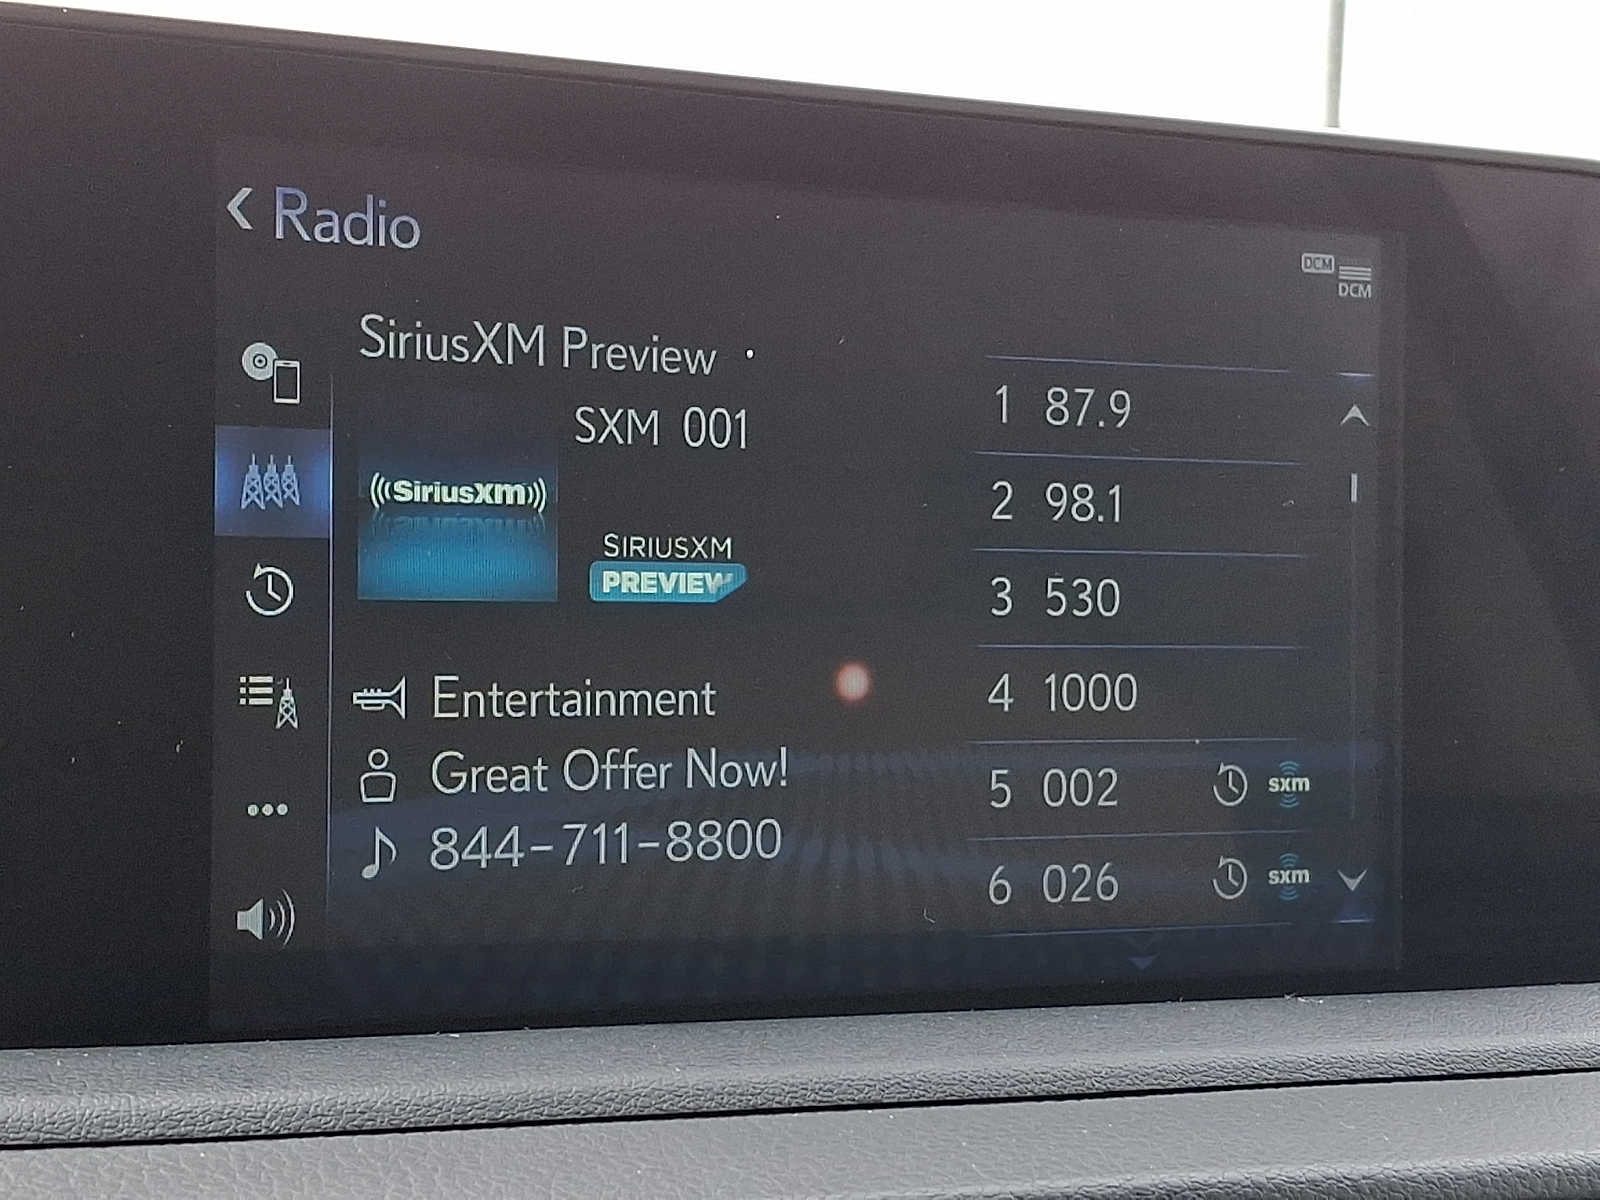 Radio
DCM
DCM
SiriusXM Preview
SXM 001
((SiriusXM))
SIRIUSXM
PREVIEW
Entertainment
Great Offer Now!
844-711-8800
1 87.9
2 98.1
3 530
4 1000
5 002 sxm
6 026 sxm